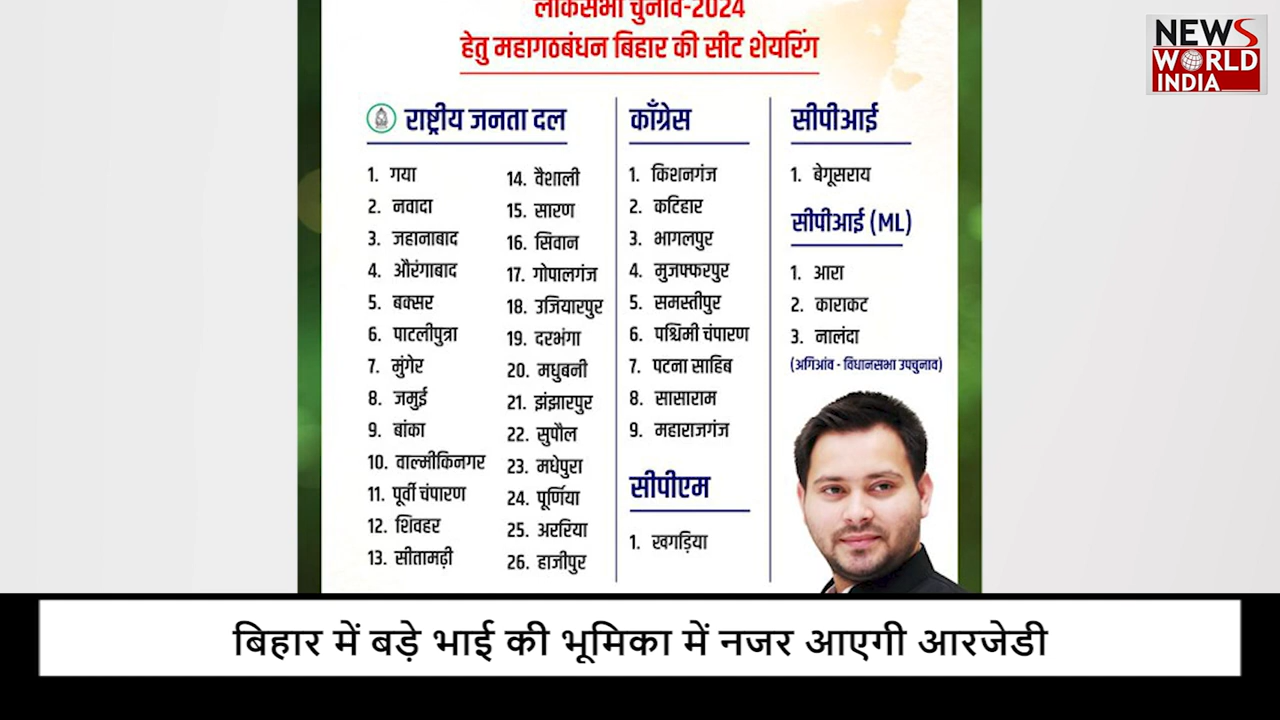 लोकसभा चुनाव-2024
हेतु महागठबंधन बिहार की सीट शेयरिंग
NEWS
WORLD
INDIA
राष्ट्रीय जनता दल
1. गया
2. नवादा
3. जहानाबाद
4. औरंगाबाद
5. बक्सर
6. पाटलीपुत्रा
7. मुंगेर
8. जमुई
9. बांका
10. वाल्मीकिनगर
11. पूर्वी चंपारण
12. शिवहर
13. सीतामढ़ी
14. वैशाली
15. सारण
16. सिवान
17. गोपालगंज
18. उजियारपुर
19. दरभंगा
20. मधुबनी
21. झंझारपुर
22. सुपौल
23. मधेपुरा
24. पूर्णिया
25. अररिया
26. हाजीपुर
काँग्रेस
1. किशनगंज
2. कटिहार
3. भागलपुर
4. मुजफ्फरपुर
5. समस्तीपुर
6. पश्चिमी चंपारण
7. पटना साहिब
8. सासाराम
9. महाराजगंज
सीपीएम
1. खगड़िया
सीपीआई
1. बेगूसराय
सीपीआई (ML)
1. आरा
2. काराकट
3. नालंदा
(अगिआंव - विधानसभा उपचुनाव)
बिहार में बड़े भाई की भूमिका में नजर आएगी आरजेडी